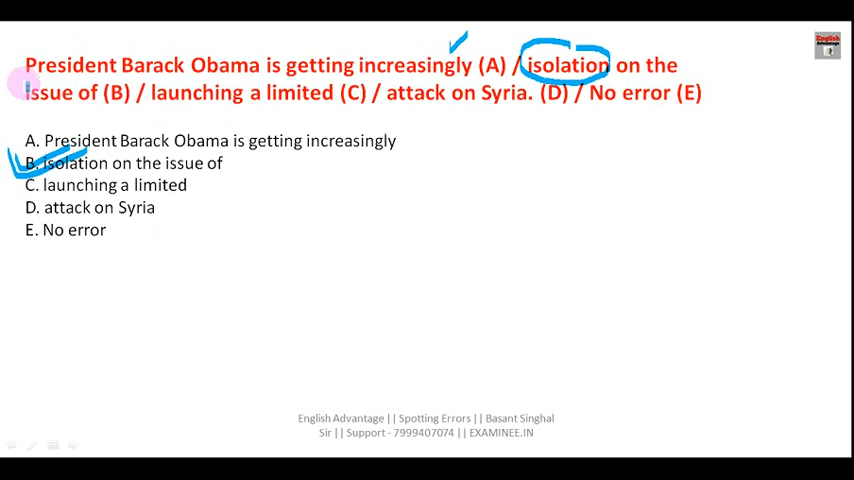 English
Advantage
President Barack Obama is getting increasingly (A) / isolation on the
issue of (B) / launching a limited (C) / attack on Syria. (D) / No error (E)
A. President Barack Obama is getting increasingly
B. isolation on the issue of
C. launching a limited
D. attack on Syria
E. No error
English Advantage || Spotting Errors || Basant Singhal
Sir || Support - 7999407074 || EXAMINEE.IN